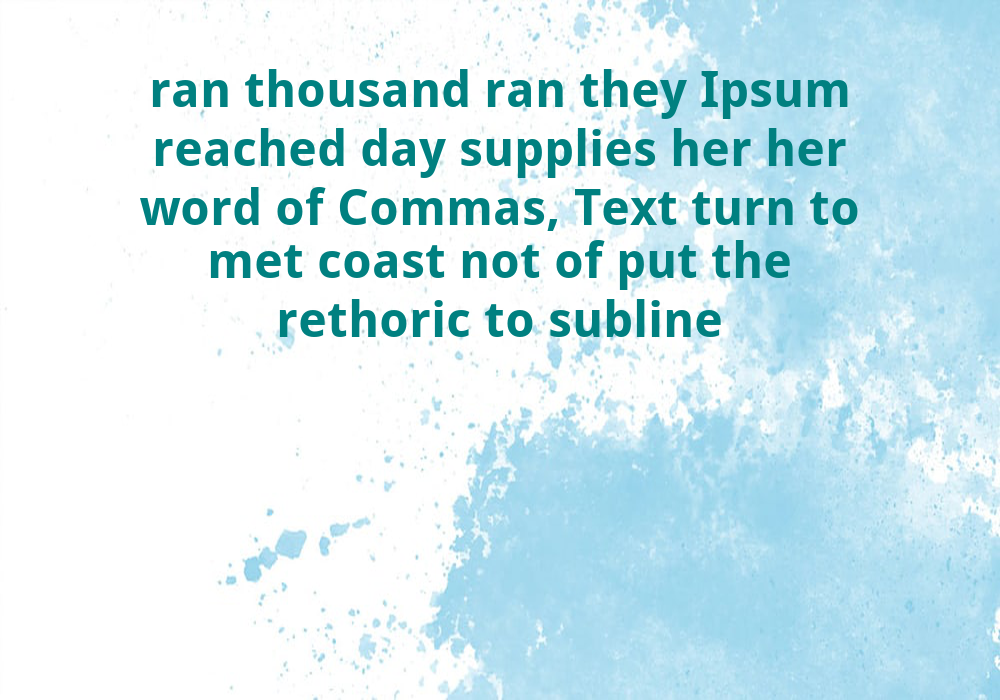 ran thousand ran they Ipsum
reached day supplies her her
word of Commas, Text turn to
met coast not of put the
rethoric to subline